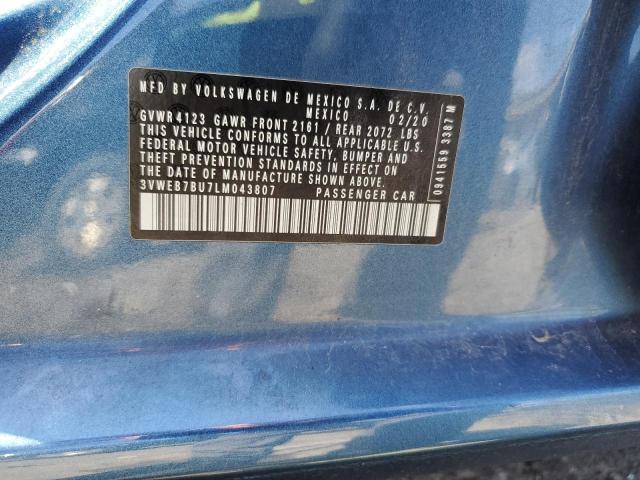 MFD BY VOLKSWAGEN DE MEXICO S.A. DE C.V.
MEXICO 02/20
GVWR4123 GAWR FRONT 2161 / REAR 2072 LBS
THIS VEHICLE CONFORMS TO ALL APPLICABLE U.S.
FEDERAL MOTOR VEHICLE SAFETY, BUMPER AND
THEFT PREVENTION STANDARDS IN EFFECT ON
THE DATE OF MANUFACTURE SHOWN ABOVE.
3VWEB7BU7LM043807 PASSENGER CAR
0941559 3387 M